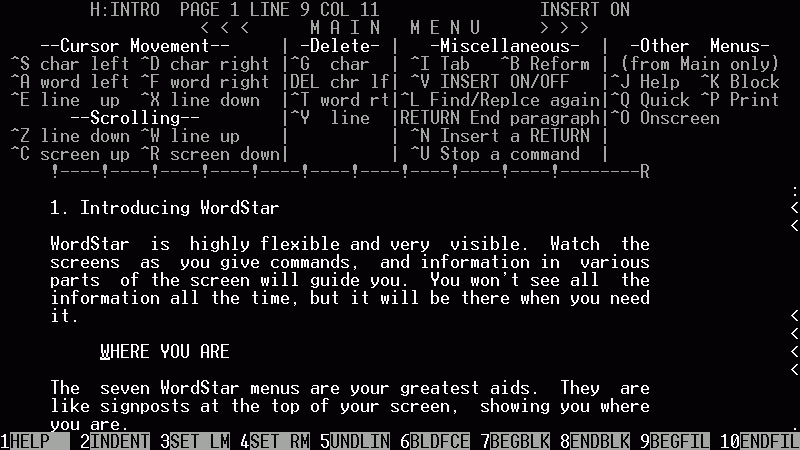 H:INTRO  PAGE 1 LINE 9 COL 11                INSERT ON
< < <      M A I N   M E N U      > > >
--Cursor Movement--     | -Delete- |   -Miscellaneous-   | -Other  Menus-
^S char left ^D char right |^G  char  | ^I Tab   ^B Reform | (from Main only)
^A word left ^F word right |DEL chr lf| ^V INSERT ON/OFF   |^J Help  ^K Block
^E line  up  ^X line down  |^T word rt|^L Find/Replce again|^Q Quick ^P Print
--Scrolling--       |^Y  line  |RETURN End paragraph|^O Onscreen
^Z line down ^W line up    |          | ^N Insert a RETURN |
^C screen up ^R screen down|          | ^U Stop a command  |
!----!----!----!----!----!----!----!----!----!----!----!--------R
:
1. Introducing WordStar <
<
WordStar  is  highly flexible and very  visible.  Watch  the
screens  as  you give commands,  and information in  various
parts  of the screen will guide you.  You won't see all  the
information all the time, but it will be there when you need
it. <
<
WHERE YOU ARE <
<
The  seven WordStar menus are your greatest aids.  They  are
like signposts at the top of your screen,  showing you where
you are. .
1HELP   2INDENT 3SET LM 4SET RM 5UNDLIN 6BLDFCE 7BEGBLK 8ENDBLK 9BEGFIL 10ENDFIL